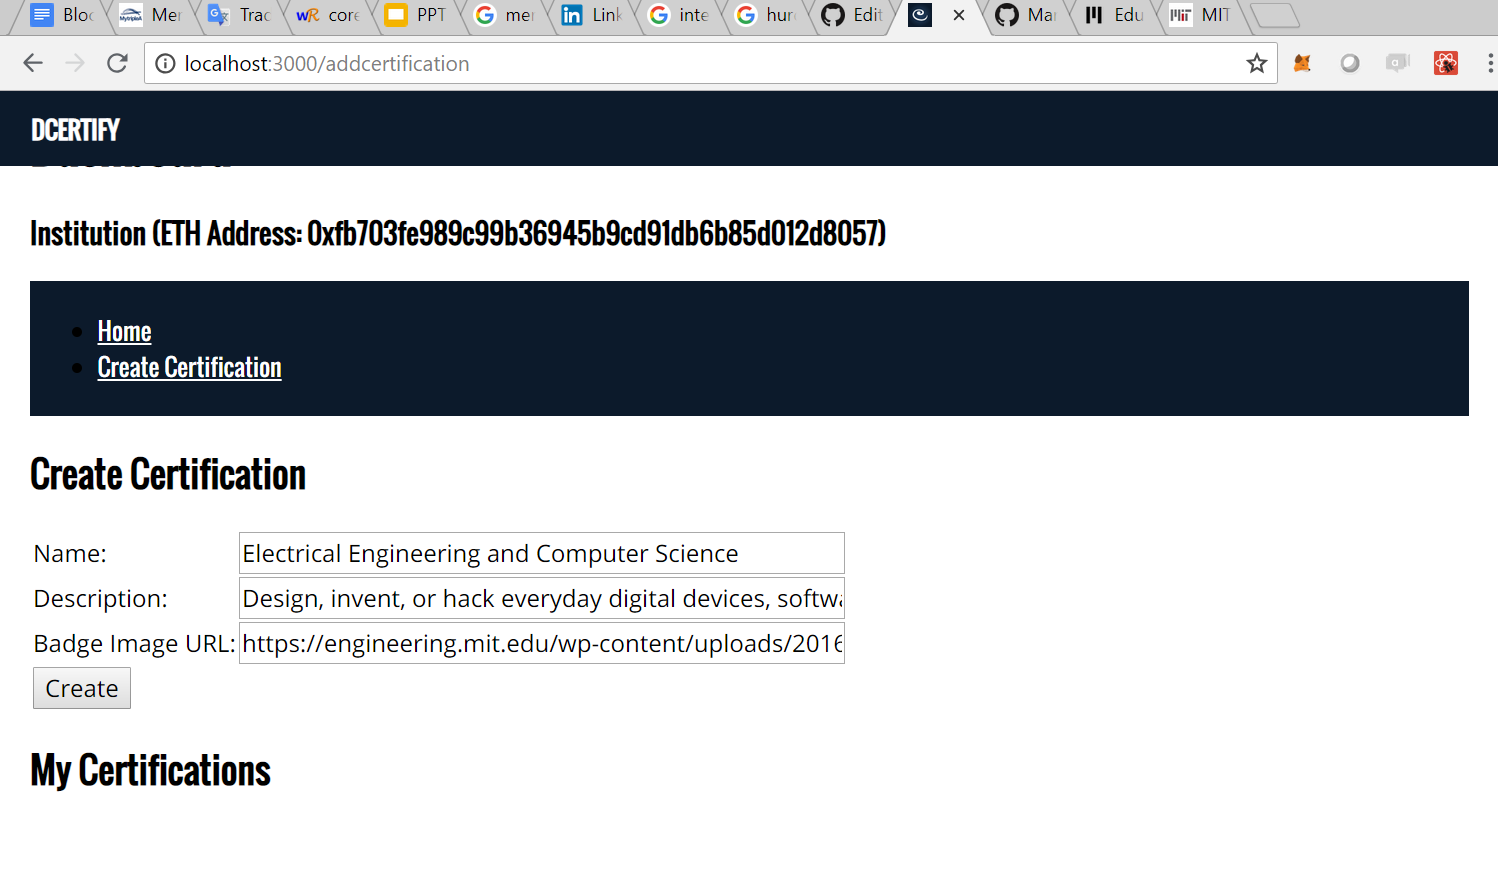 Bloc Mer Trac core PPT mer Link inte hur Edit Mar Edu MIT
localhost:3000/addcertification
DCERTIFY
Institution (ETH Address: 0xfb703fe989c99b36945b9cd91db6b85d012d8057)
Home
Create Certification
Create Certification
Name: Electrical Engineering and Computer Science
Description: Design, invent, or hack everyday digital devices, softwa
Badge Image URL: https://engineering.mit.edu/wp-content/uploads/2016
Create
My Certifications